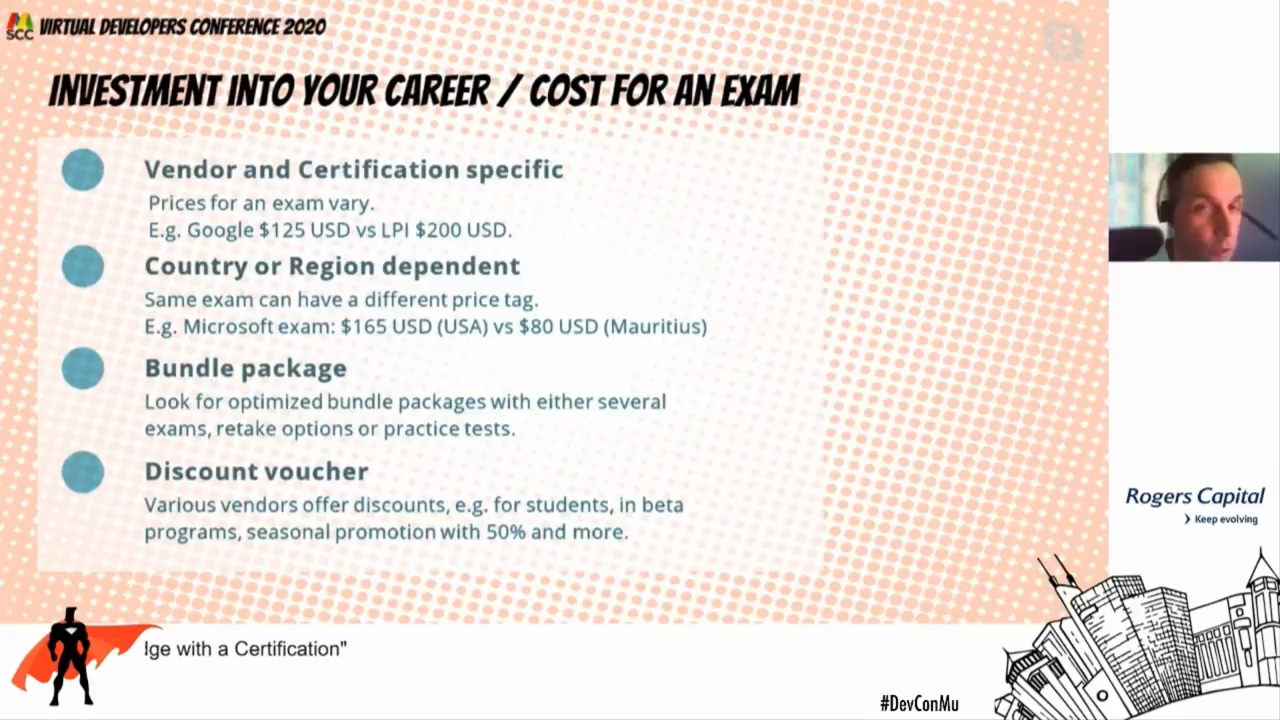 SCC VIRTUAL DEVELOPERS CONFERENCE 2020
INVESTMENT INTO YOUR CAREER / COST FOR AN EXAM
Vendor and Certification specific
Prices for an exam vary.
E.g. Google $125 USD vs LPI $200 USD.
Country or Region dependent
Same exam can have a different price tag.
E.g. Microsoft exam: $165 USD (USA) vs $80 USD (Mauritius)
Bundle package
Look for optimized bundle packages with either several
exams, retake options or practice tests.
Discount voucher
Various vendors offer discounts, e.g. for students, in beta
programs, seasonal promotion with 50% and more.
Rogers Capital
Keep evolving
with a Certification"
#DevConMu